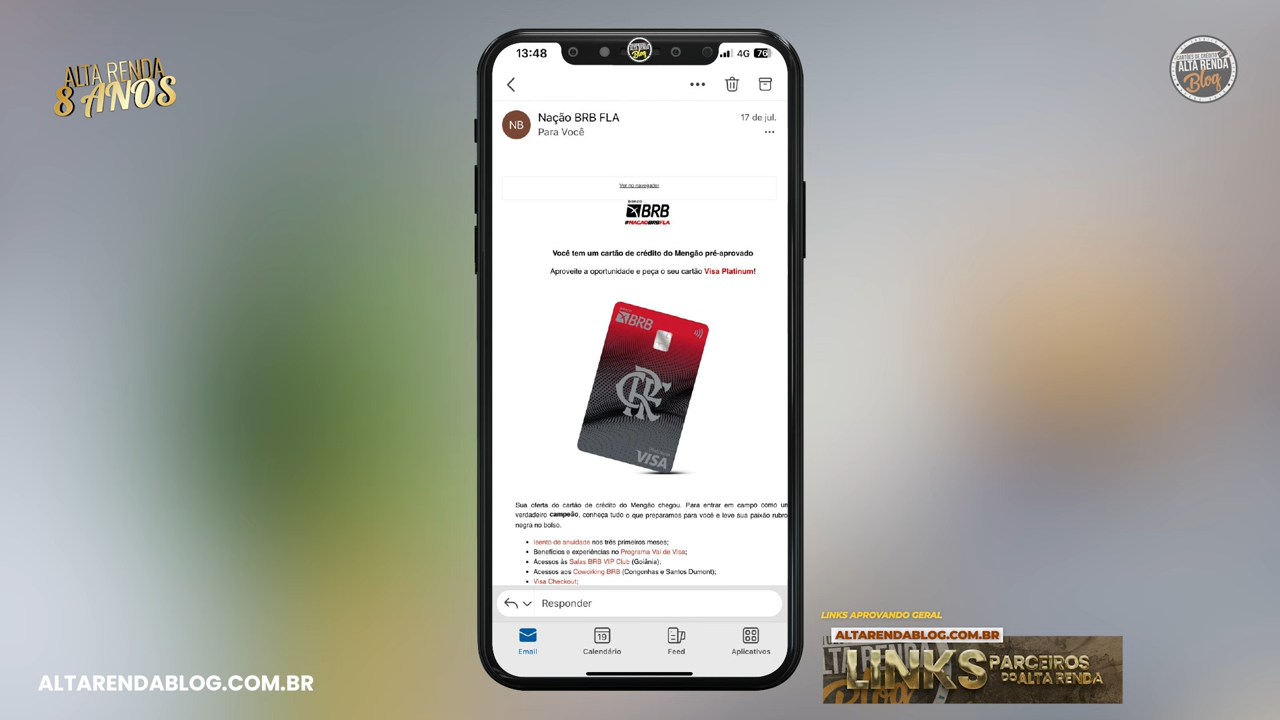 ALTA RENDA
8 ANOS
CARTÕES DE CRÉDITO
ALTA RENDA
Blog
13:48
4G
76
NB
Nação BRB FLA
17 de jul.
Para Você
Ver no navegador
BRB
#NAÇÃOBRBFLA
Você tem um cartão de crédito do Mengão pré-aprovado
Aproveite a oportunidade e peça o seu cartão Visa Platinum!
BRB
CRF
VISA
Sua oferta do cartão de crédito do Mengão chegou. Para entrar em campo como um
verdadeiro campeão, conheça tudo o que preparamos para você e leve sua paixão rubro
negra no bolso.
• Isento de anuidade nos três primeiros meses;
• Benefícios e experiências no Programa Vai de Visa;
• Acessos às Salas BRB VIP Club (Goiânia);
• Acessos aos Coworking BRB (Congonhas e Santos Dumont);
• Visa Checkout;
Responder
Email
19
Calendário
Feed
Aplicativos
LINKS APROVANDO GERAL
ALTARENDABLOG.COM.BR
LINKS
PARCEIROS
DO ALTA RENDA
ALTARENDABLOG.COM.BR